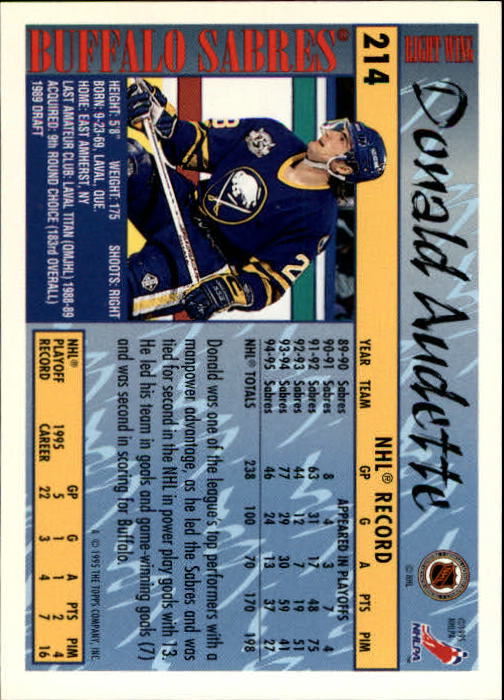 RIGHT WING
Donald Audette
© NHL
NHL
©1995
NHLPA
NHLPA
214
NHL® RECORD
YEAR TEAM GP G A PTS PIM
89-90 Sabres APPEARED IN PLAYOFFS
90-91 Sabres 8 4 3 7 4
91-92 Sabres 63 31 17 48 75
92-93 Sabres 44 12 7 19 51
93-94 Sabres 77 29 30 59 41
94-95 Sabres 46 24 13 37 27
NHL® TOTALS 238 100 70 170 198
Donald was one of the league's top performers with a
manpower advantage, as he led the Sabres and was
tied for second in the NHL in power play goals with 13.
He led his team in goals and game-winning goals (7)
and was second in scoring for Buffalo.
© 1995 THE TOPPS COMPANY, INC.
NHL® PLAYOFF RECORD GP G A PTS PIM
1995 5 1 1 2 4
CAREER 22 3 4 7 16
BUFFALO SABRES®
HEIGHT: 5'8" WEIGHT: 175 SHOOTS: RIGHT
BORN: 9-23-69, LAVAL, QUE.
HOME: EAST AMHERST, NY
LAST AMATEUR CLUB: LAVAL TITAN (QMJHL) 1988-89
ACQUIRED: 9th ROUND CHOICE (183rd OVERALL)
1989 DRAFT